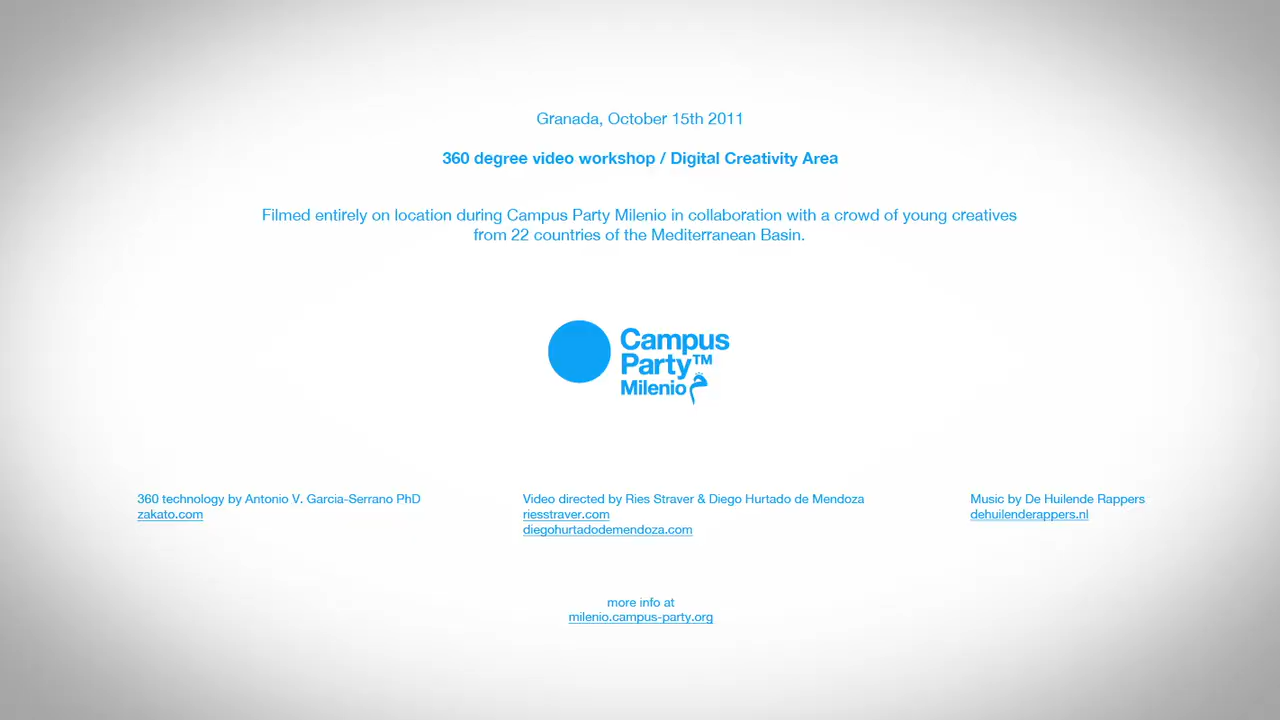 Granada, October 15th 2011
360 degree video workshop / Digital Creativity Area
Filmed entirely on location during Campus Party Milenio in collaboration with a crowd of young creatives
from 22 countries of the Mediterranean Basin.
Campus
Party™
Milenio مّ
360 technology by Antonio V. Garcia-Serrano PhD
zakato.com
Video directed by Ries Straver & Diego Hurtado de Mendoza
riesstraver.com
diegohurtadodemendoza.com
Music by De Huilende Rappers
dehuilenderappers.nl
more info at
milenio.campus-party.org